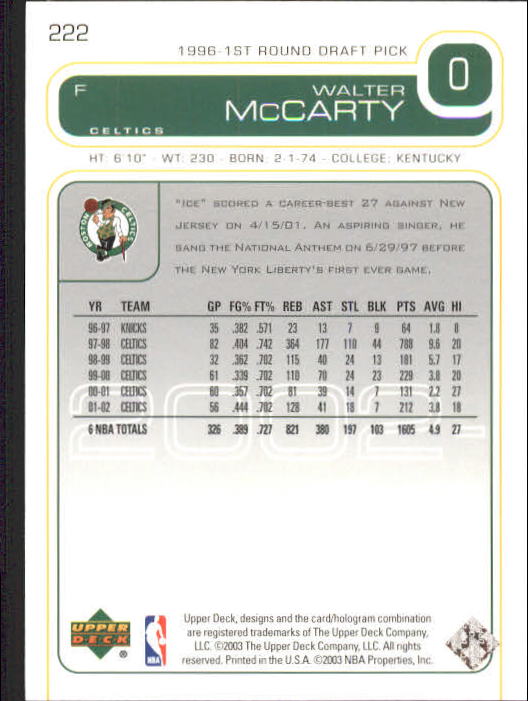 222
1996-1ST ROUND DRAFT PICK
0
F
WALTER
McCARTY
CELTICS
HT: 6'10" - WT: 230 - BORN: 2-1-74 - COLLEGE: KENTUCKY
BOSTON CELTICS
"ICE" SCORED A CAREER-BEST 27 AGAINST NEW
JERSEY ON 4/15/01. AN ASPIRING SINGER, HE
SANG THE NATIONAL ANTHEM ON 6/29/97 BEFORE
THE NEW YORK LIBERTY'S FIRST EVER GAME.
YR TEAM GP FG% FT% REB AST STL BLK PTS AVG HI
96-97 KNICKS 35 .382 .571 23 13 7 9 64 1.8 8
97-98 CELTICS 82 .404 .742 364 177 110 44 788 9.6 20
98-99 CELTICS 32 .362 .702 115 40 24 13 181 5.7 17
99-00 CELTICS 61 .339 .702 110 70 24 23 229 3.8 20
00-01 CELTICS 60 .357 .702 81 39 14 7 131 2.2 27
01-02 CELTICS 56 .444 .702 128 41 18 7 212 3.8 18
6 NBA TOTALS 326 .389 .727 821 380 197 103 1605 4.9 27
2002-
UPPER DECK ®
NBA
Upper Deck, designs and the card/hologram combination
are registered trademarks of The Upper Deck Company,
LLC. ©2003 The Upper Deck Company, LLC. All rights
reserved. Printed in the U.S.A. ©2003 NBA Properties, Inc.